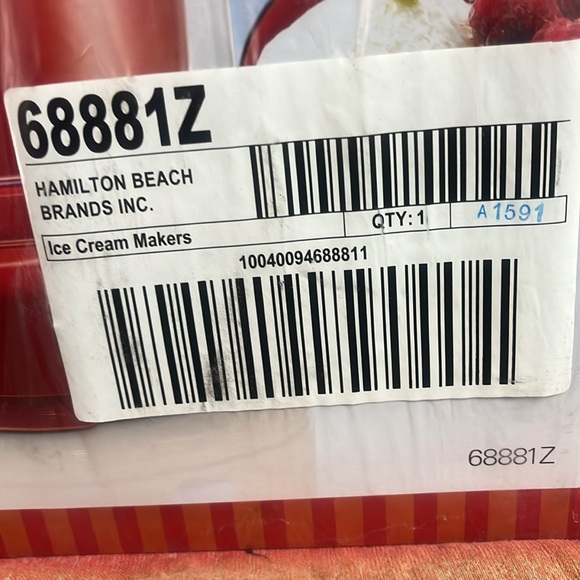 68881Z
HAMILTON BEACH
BRANDS INC.
Ice Cream Makers QTY: 1 A1591
10040094688811
68881Z